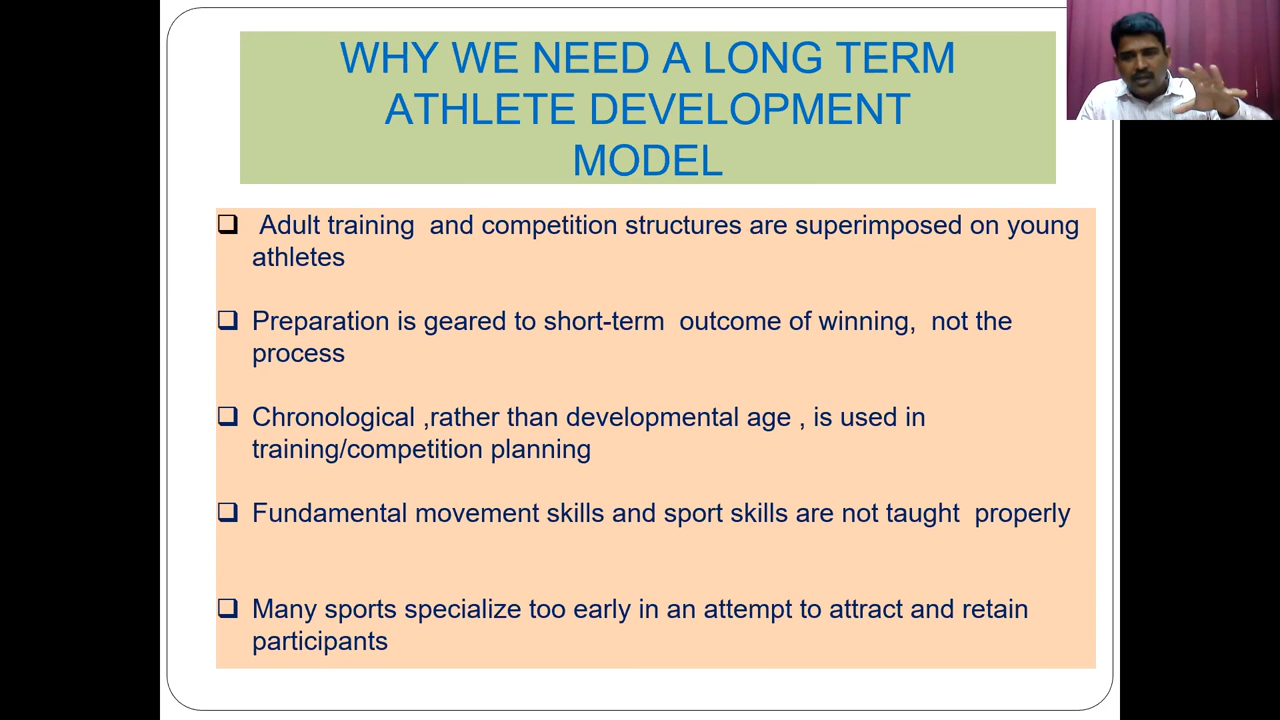 WHY WE NEED A LONG TERM
ATHLETE DEVELOPMENT
MODEL
❑ Adult training and competition structures are superimposed on young
athletes
❑ Preparation is geared to short-term outcome of winning, not the
process
❑ Chronological ,rather than developmental age , is used in
training/competition planning
❑ Fundamental movement skills and sport skills are not taught properly
❑ Many sports specialize too early in an attempt to attract and retain
participants